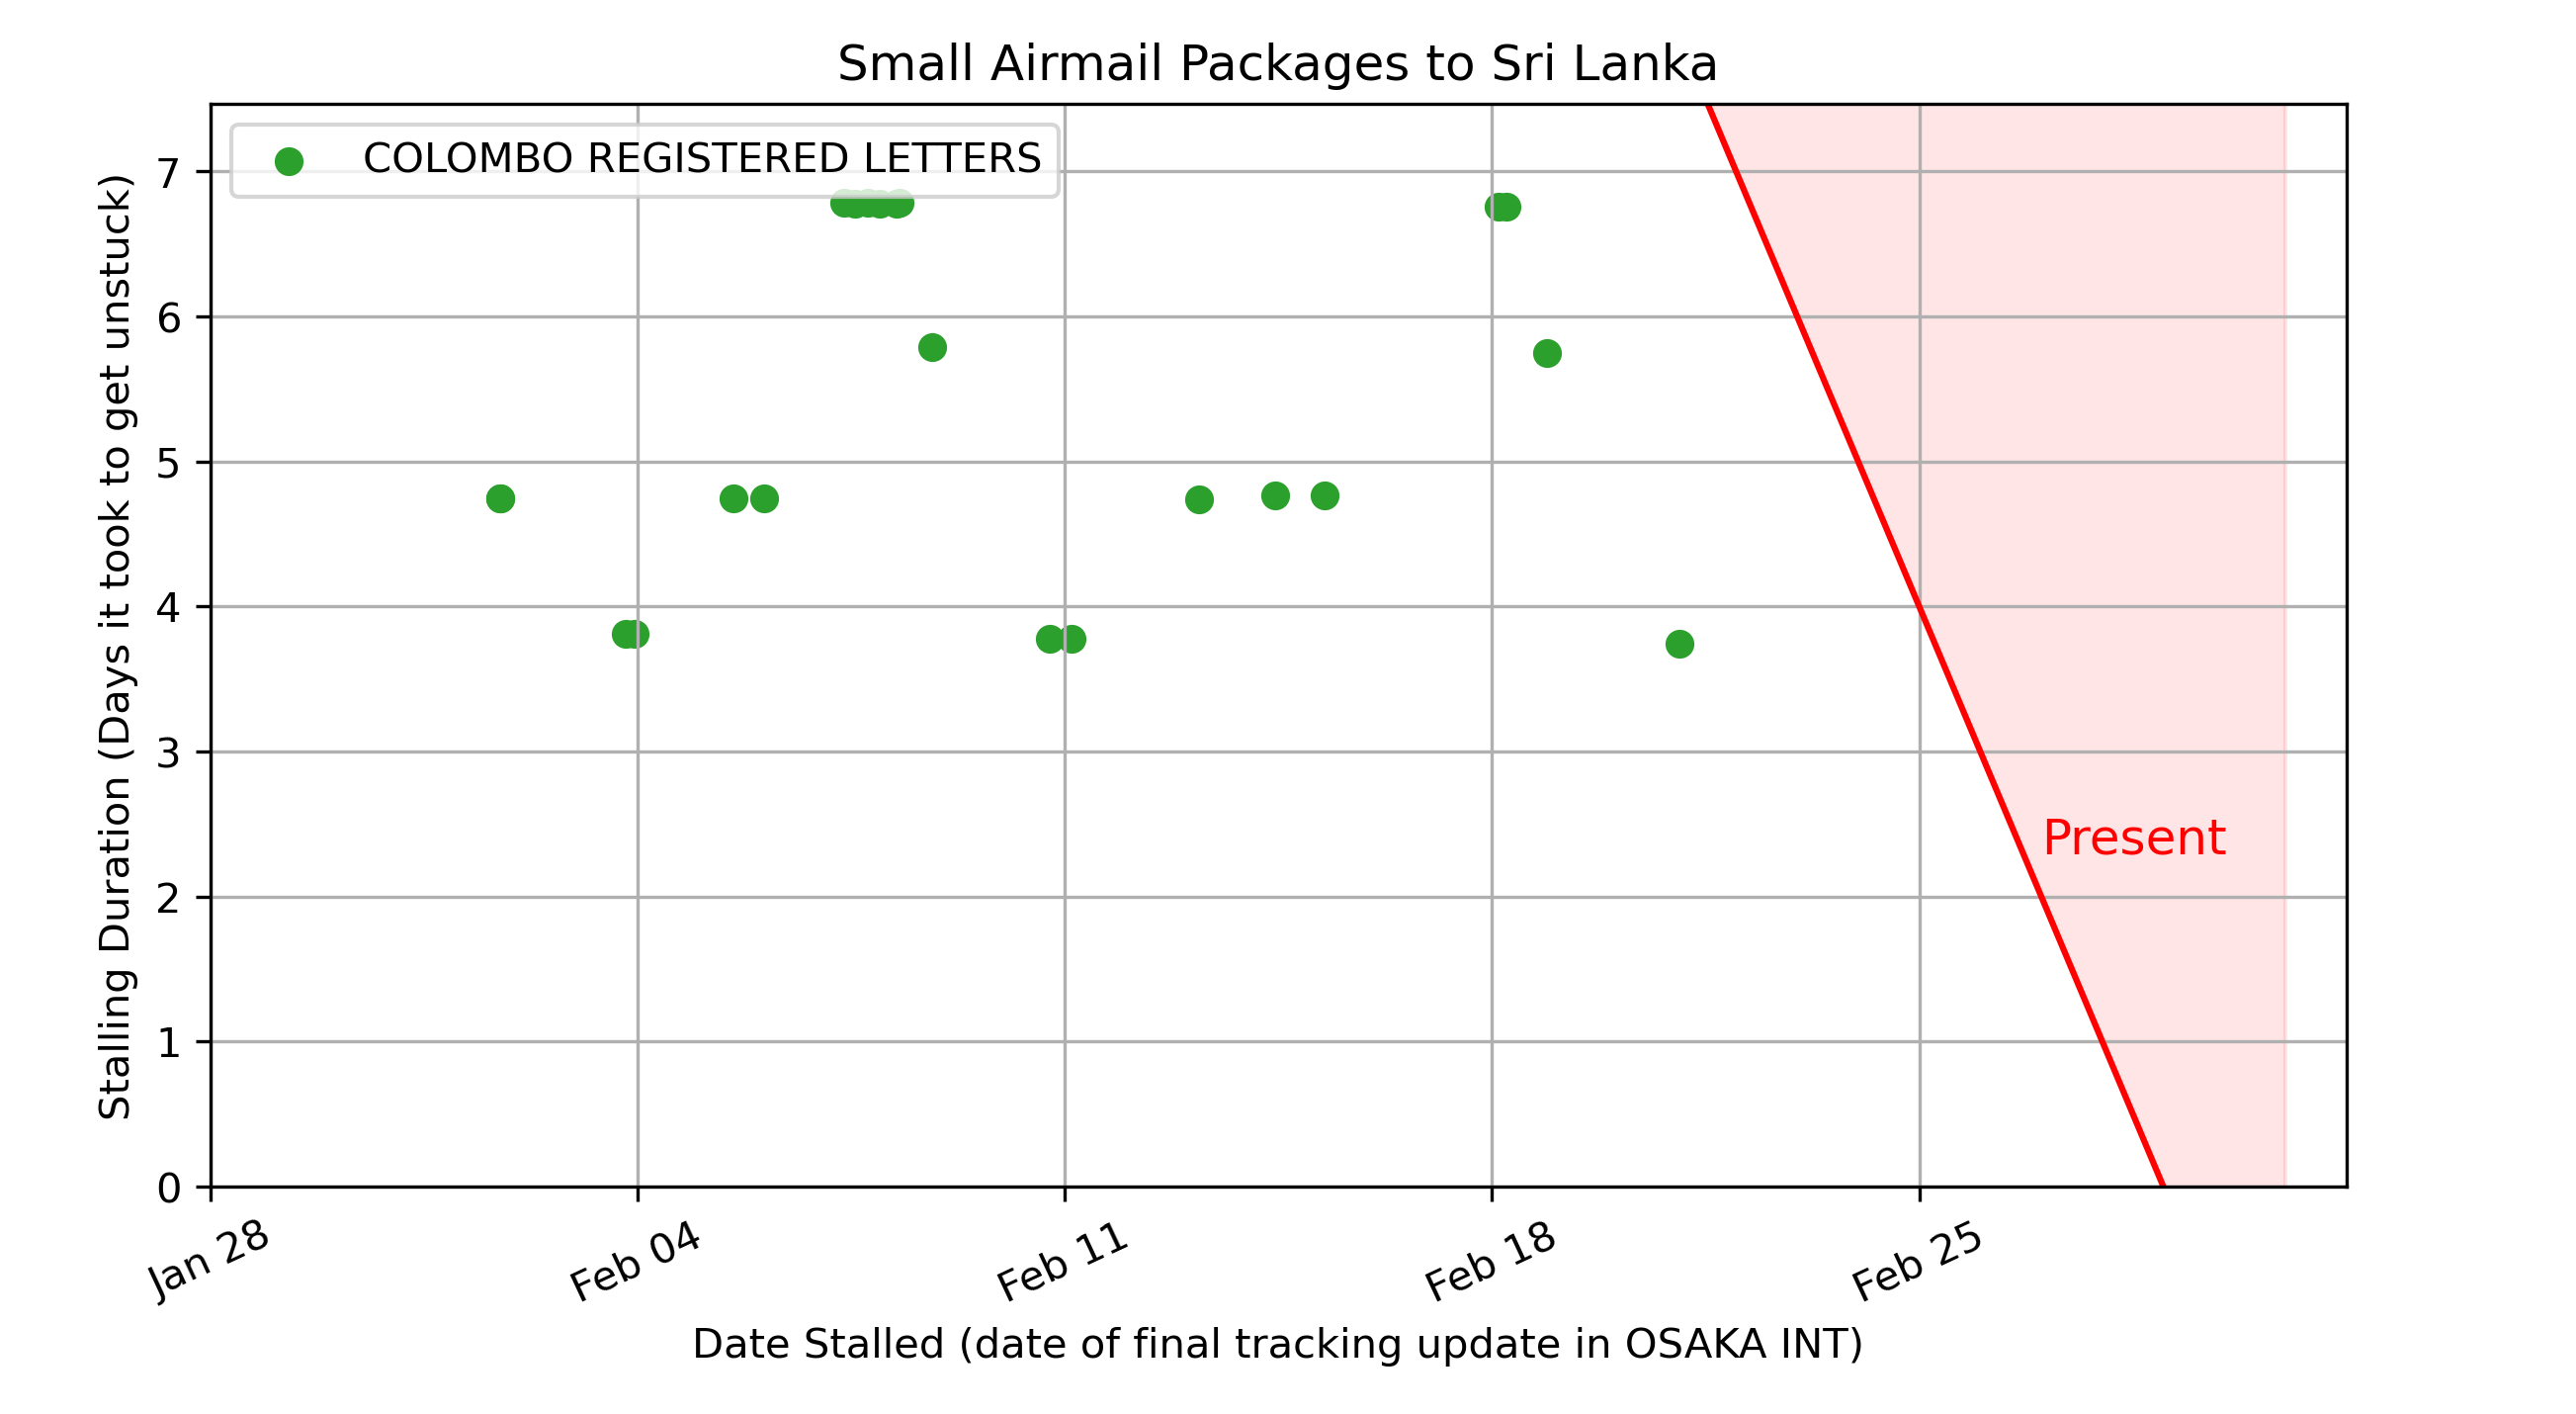 Small Airmail Packages to Sri Lanka
COLOMBO REGISTERED LETTERS
Stalling Duration (Days it took to get unstuck)
7
6
5
4
3
2
1
0
Present
Jan 28
Feb 04
Feb 11
Feb 18
Feb 25
Date Stalled (date of final tracking update in OSAKA INT)